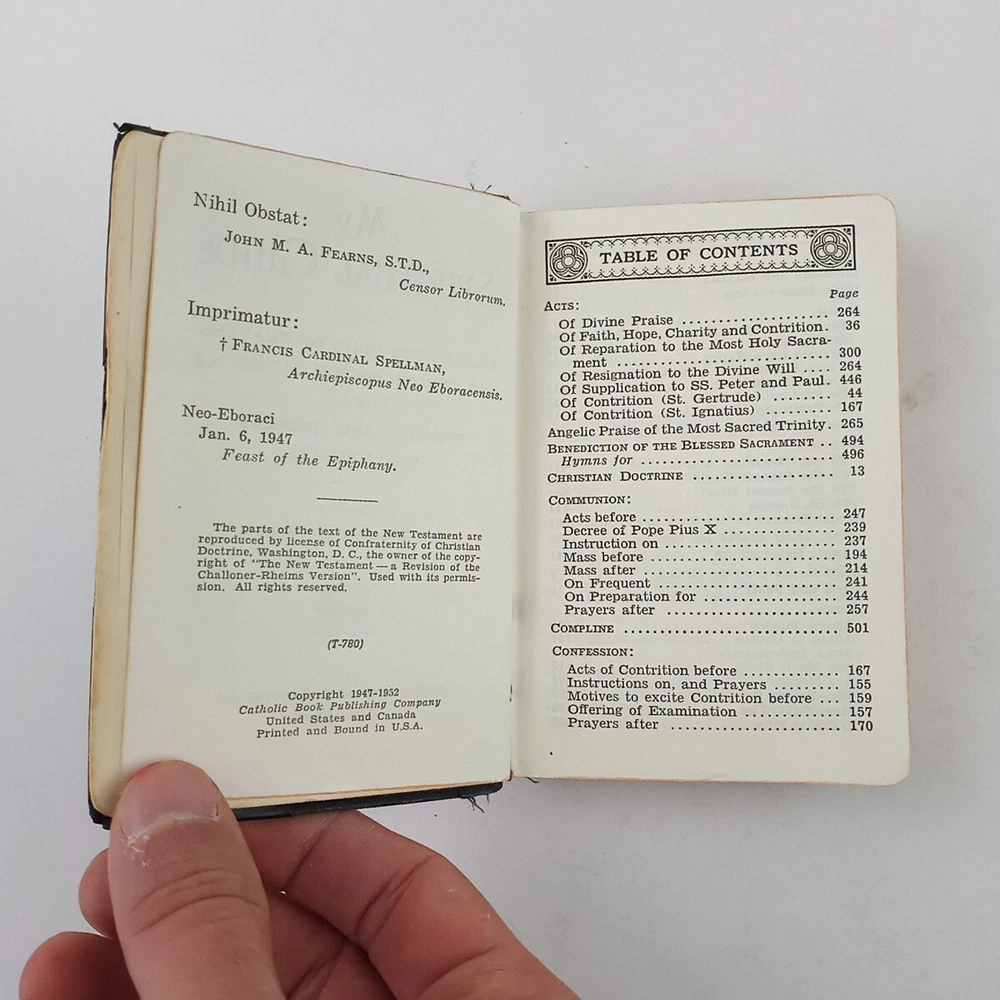 Nihil Obstat:
JOHN M. A. FEARNS, S.T.D.,
Censor Librorum.
Imprimatur:
† FRANCIS CARDINAL SPELLMAN,
Archiepiscopus Neo Eboracensis.
Neo-Eboraci
Jan. 6, 1947
Feast of the Epiphany.
The parts of the text of the New Testament are
reproduced by license of Confraternity of Christian
Doctrine, Washington, D. C., the owner of the copy-
right of "The New Testament — a Revision of the
Challoner-Rheims Version". Used with its permis-
sion. All rights reserved.
(T-780)
Copyright 1947-1952
Catholic Book Publishing Company
United States and Canada
Printed and Bound in U.S.A.
TABLE OF CONTENTS
Page
ACTS:
Of Divine Praise .................... 264
Of Faith, Hope, Charity and Contrition. 36
Of Reparation to the Most Holy Sacra-
ment ............................ 300
Of Resignation to the Divine Will .... 264
Of Supplication to SS. Peter and Paul. 446
Of Contrition (St. Gertrude) ........ 44
Of Contrition (St. Ignatius) ......... 167
Angelic Praise of the Most Sacred Trinity. 265
BENEDICTION OF THE BLESSED SACRAMENT .. 494
Hymns for ........................ 496
CHRISTIAN DOCTRINE .................. 13
COMMUNION:
Acts before ........................ 247
Decree of Pope Pius X .............. 239
Instruction on ...................... 237
Mass before ........................ 194
Mass after .......................... 214
On Frequent ........................ 241
On Preparation for .................. 244
Prayers after ...................... 257
COMPLINE ............................ 501
CONFESSION:
Acts of Contrition before ............ 167
Instructions on, and Prayers ........ 155
Motives to excite Contrition before ... 159
Offering of Examination ............ 157
Prayers after ...................... 170